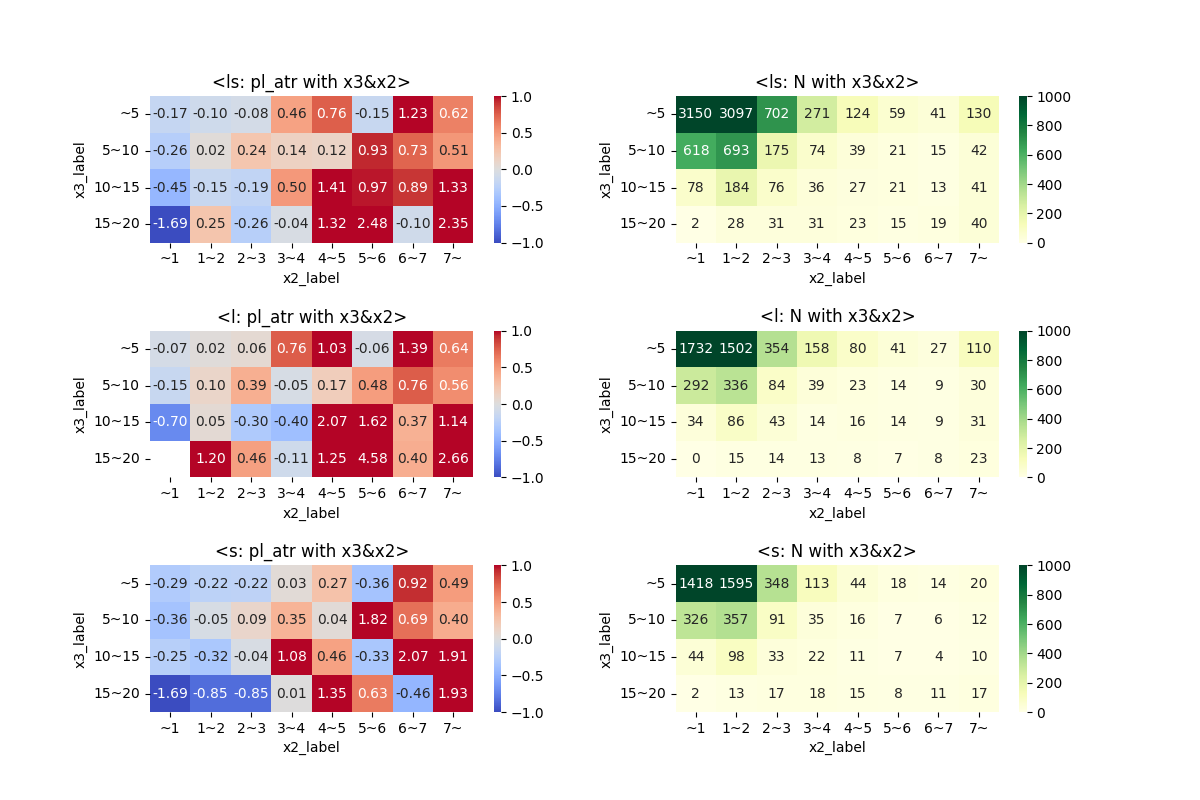 <ls: pl_atr with x3&x2>
x3_label
~5 -0.17 -0.10 -0.08 0.46 0.76 -0.15 1.23 0.62
5~10 -0.26 0.02 0.24 0.14 0.12 0.93 0.73 0.51
10~15 -0.45 -0.15 -0.19 0.50 1.41 0.97 0.89 1.33
15~20 -1.69 0.25 -0.26 -0.04 1.32 2.48 -0.10 2.35
~1 1~2 2~3 3~4 4~5 5~6 6~7 7~
x2_label
1.0
0.5
0.0
−0.5
−1.0
<ls: N with x3&x2>
x3_label
~5 3150 3097 702 271 124 59 41 130
5~10 618 693 175 74 39 21 15 42
10~15 78 184 76 36 27 21 13 41
15~20 2 28 31 31 23 15 19 40
~1 1~2 2~3 3~4 4~5 5~6 6~7 7~
x2_label
1000
800
600
400
200
0
<l: pl_atr with x3&x2>
x3_label
~5 -0.07 0.02 0.06 0.76 1.03 -0.06 1.39 0.64
5~10 -0.15 0.10 0.39 -0.05 0.17 0.48 0.76 0.56
10~15 -0.70 0.05 -0.30 -0.40 2.07 1.62 0.37 1.14
15~20 1.20 0.46 -0.11 1.25 4.58 0.40 2.66
~1 1~2 2~3 3~4 4~5 5~6 6~7 7~
x2_label
1.0
0.5
0.0
−0.5
−1.0
<l: N with x3&x2>
x3_label
~5 1732 1502 354 158 80 41 27 110
5~10 292 336 84 39 23 14 9 30
10~15 34 86 43 14 16 14 9 31
15~20 0 15 14 13 8 7 8 23
~1 1~2 2~3 3~4 4~5 5~6 6~7 7~
x2_label
1000
800
600
400
200
0
<s: pl_atr with x3&x2>
x3_label
~5 -0.29 -0.22 -0.22 0.03 0.27 -0.36 0.92 0.49
5~10 -0.36 -0.05 0.09 0.35 0.04 1.82 0.69 0.40
10~15 -0.25 -0.32 -0.04 1.08 0.46 -0.33 2.07 1.91
15~20 -1.69 -0.85 -0.85 0.01 1.35 0.63 -0.46 1.93
~1 1~2 2~3 3~4 4~5 5~6 6~7 7~
x2_label
1.0
0.5
0.0
−0.5
−1.0
<s: N with x3&x2>
x3_label
~5 1418 1595 348 113 44 18 14 20
5~10 326 357 91 35 16 7 6 12
10~15 44 98 33 22 11 7 4 10
15~20 2 13 17 18 15 8 11 17
~1 1~2 2~3 3~4 4~5 5~6 6~7 7~
x2_label
1000
800
600
400
200
0